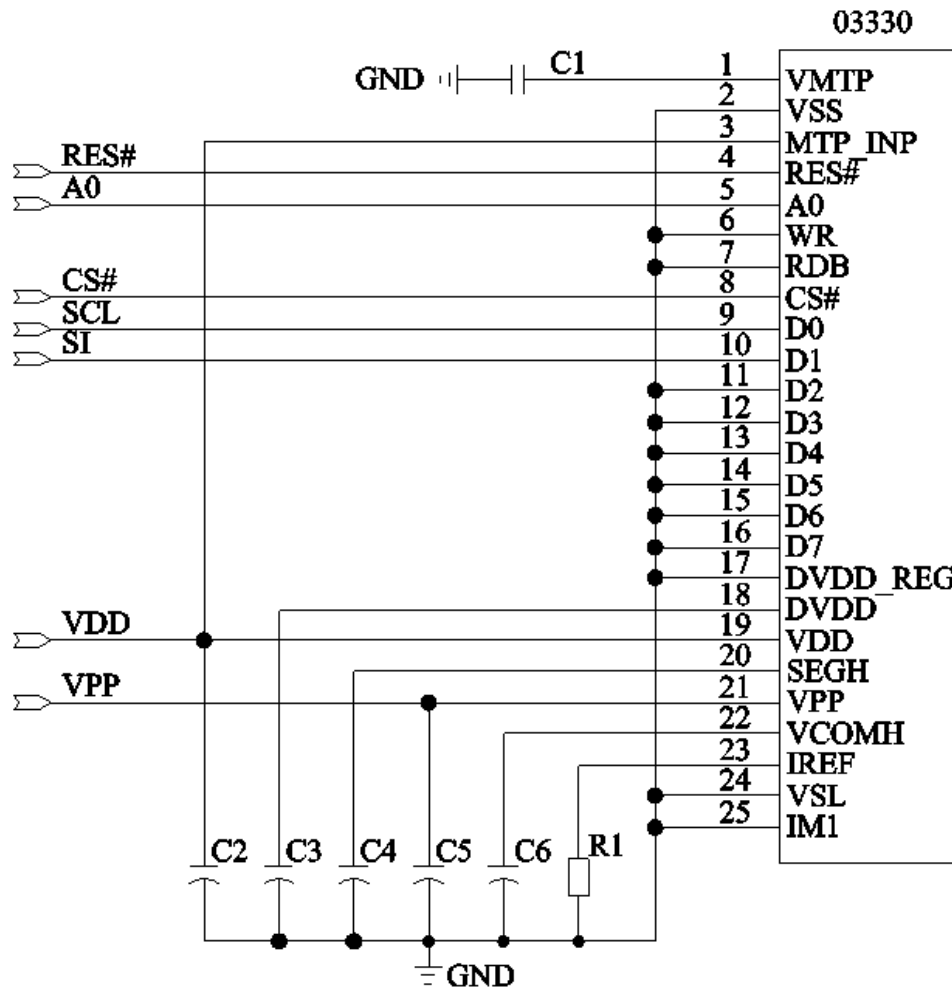 03330
GND C1 1 VMTP
2 VSS
3 MTP_INP
RES# 4 RES#
A0 5 A0
6 WR
7 RDB
CS# 8 CS#
SCL 9 D0
SI 10 D1
11 D2
12 D3
13 D4
14 D5
15 D6
16 D7
17 DVDD_REG
18 DVDD
VDD 19 VDD
20 SEGH
VPP 21 VPP
22 VCOMH
23 IREF
24 VSL
25 IM1
C2 C3 C4 C5 C6 R1
GND